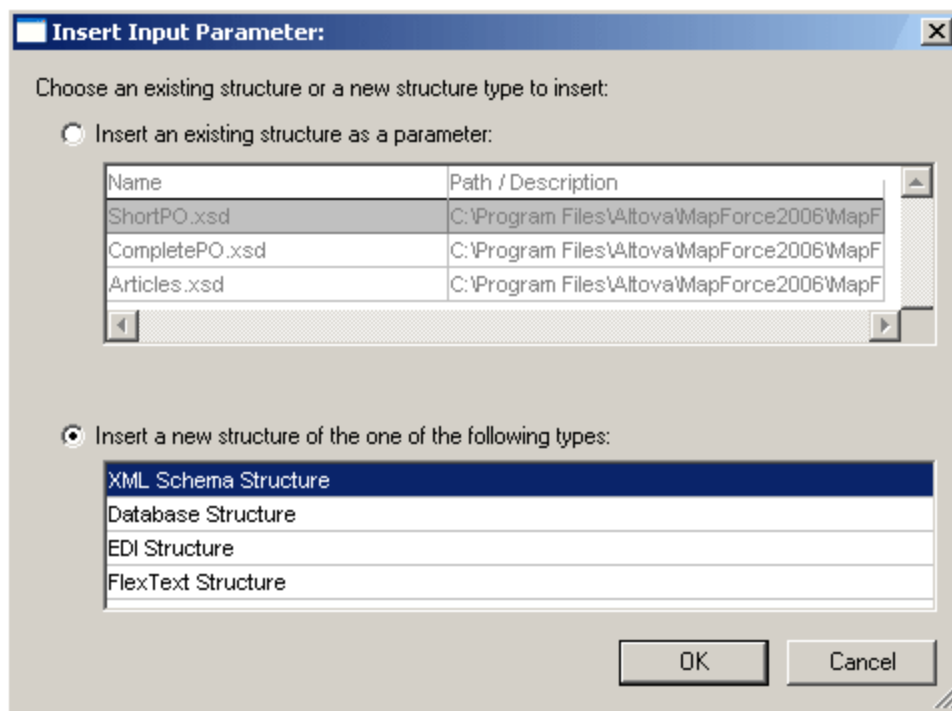 Insert Input Parameter:
Choose an existing structure or a new structure type to insert:
Insert an existing structure as a parameter:
Name Path / Description
ShortPO.xsd C:\Program Files\Altova\MapForce2006\MapF
CompletePO.xsd C:\Program Files\Altova\MapForce2006\MapF
Articles.xsd C:\Program Files\Altova\MapForce2006\MapF
Insert a new structure of the one of the following types:
XML Schema Structure
Database Structure
EDI Structure
FlexText Structure
OK Cancel